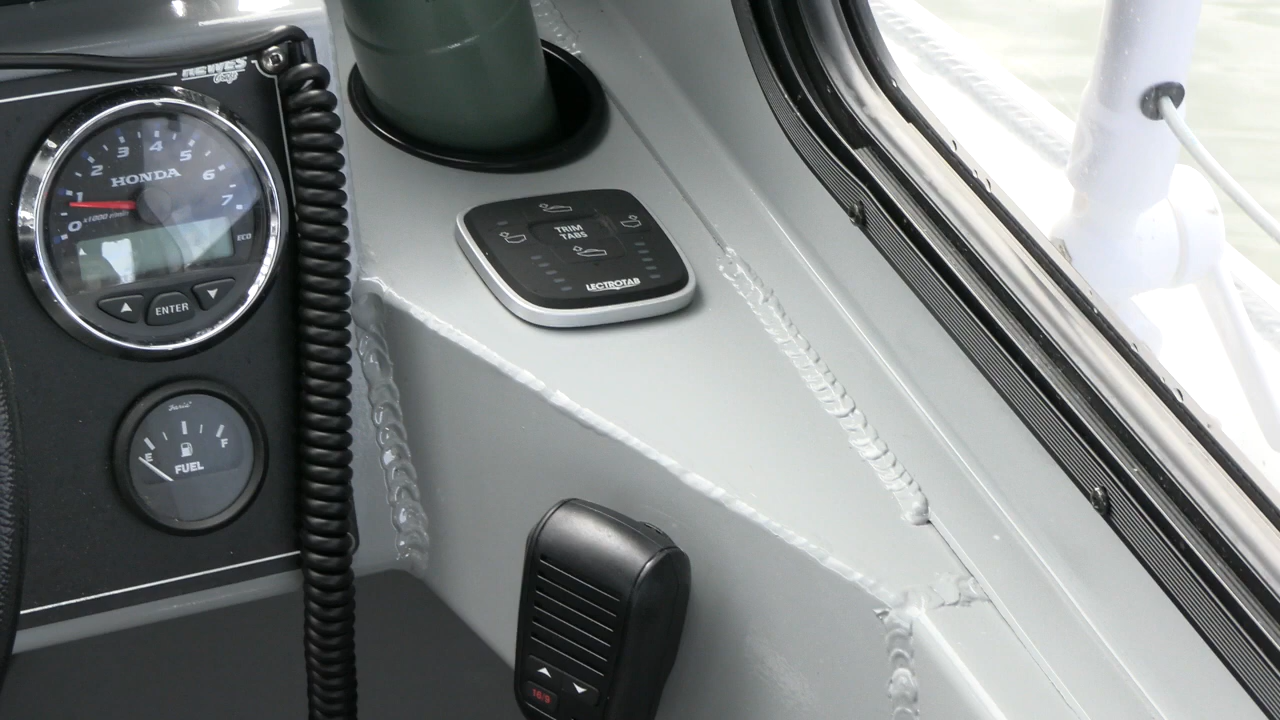 HEWES
Craft
0 1 2 3 4 5 6 7
HONDA
x1000 r/min
ECO
ENTER
E F
FUEL
TRIM
TABS
LECTROTAB
16/9